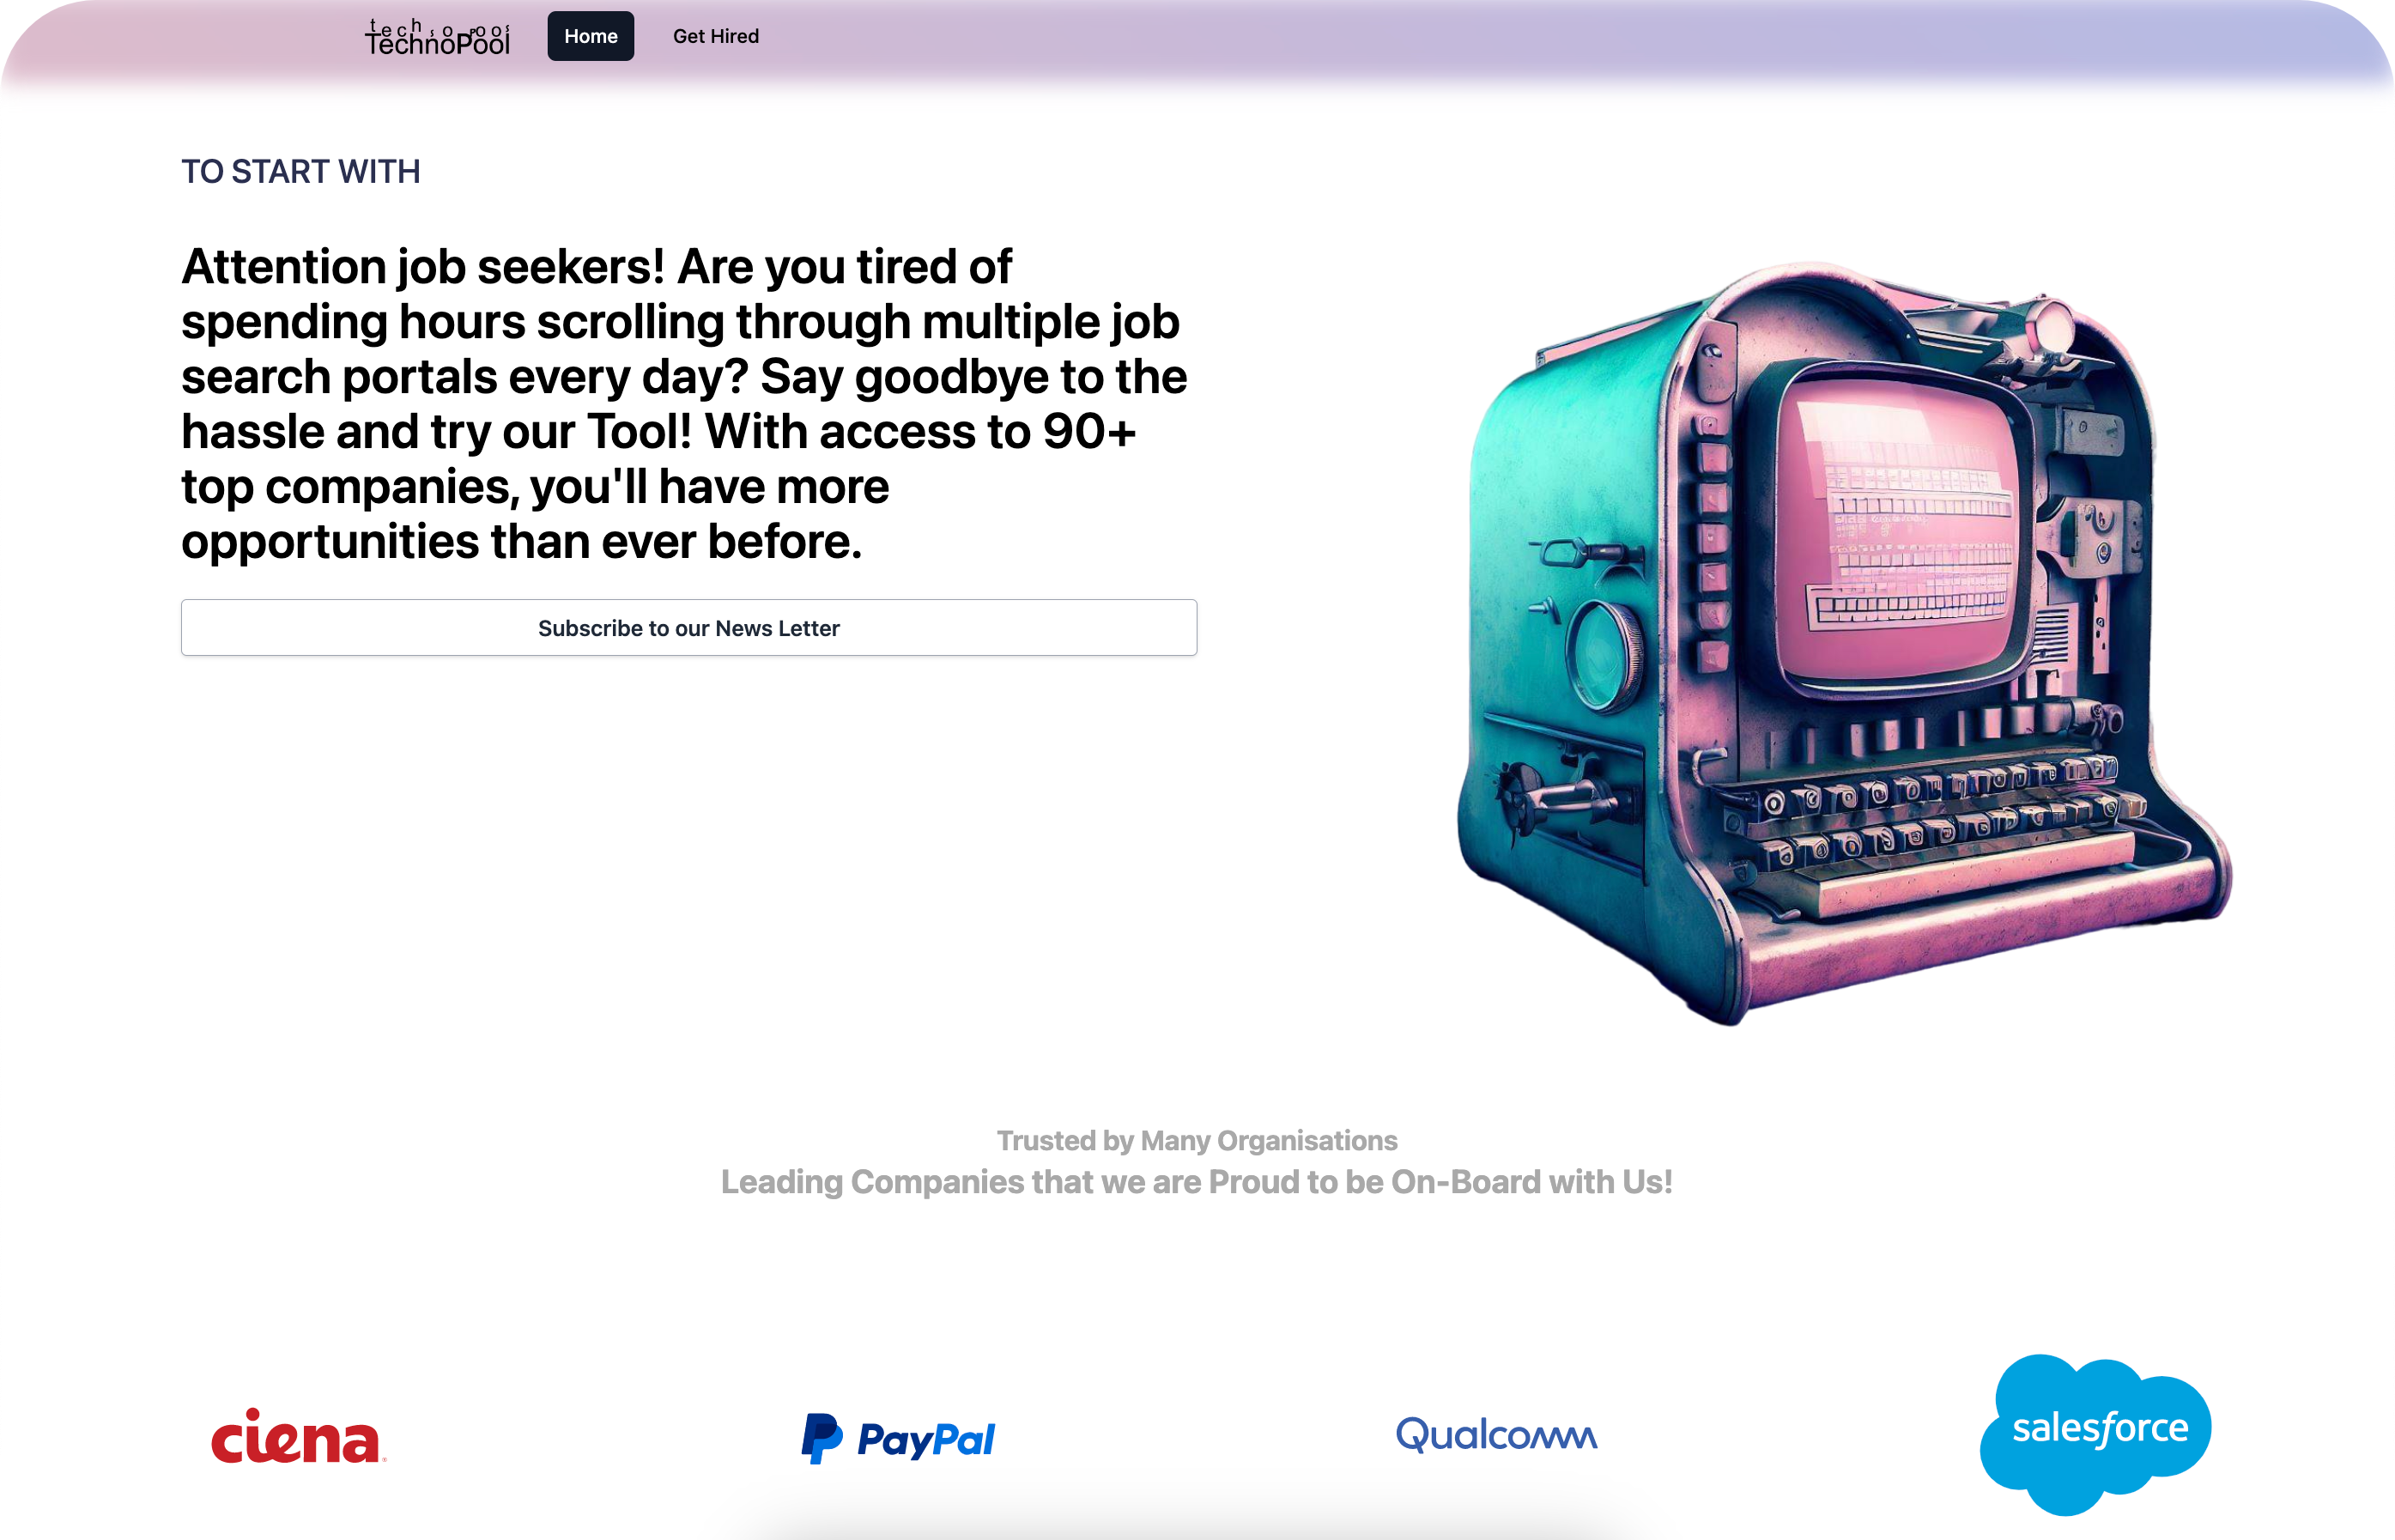 TechnoPool
Home
Get Hired
TO START WITH
Attention job seekers! Are you tired of
spending hours scrolling through multiple job
search portals every day? Say goodbye to the
hassle and try our Tool! With access to 90+
top companies, you'll have more
opportunities than ever before.
Subscribe to our News Letter
Trusted by Many Organisations
Leading Companies that we are Proud to be On-Board with Us!
ciena
PayPal
Qualcomm
salesforce